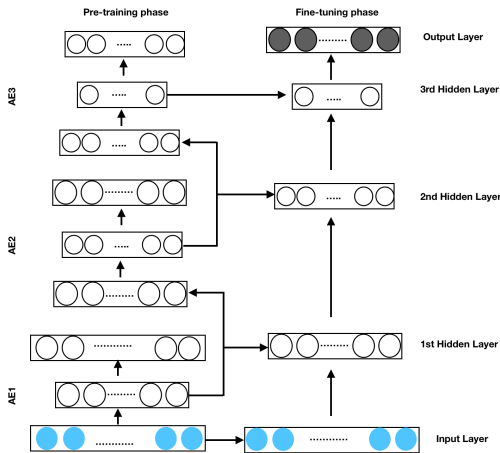 Pre-training phase
Fine-tuning phase
Output Layer
AE3
3rd Hidden Layer
2nd Hidden Layer
AE2
1st Hidden Layer
AE1
Input Layer